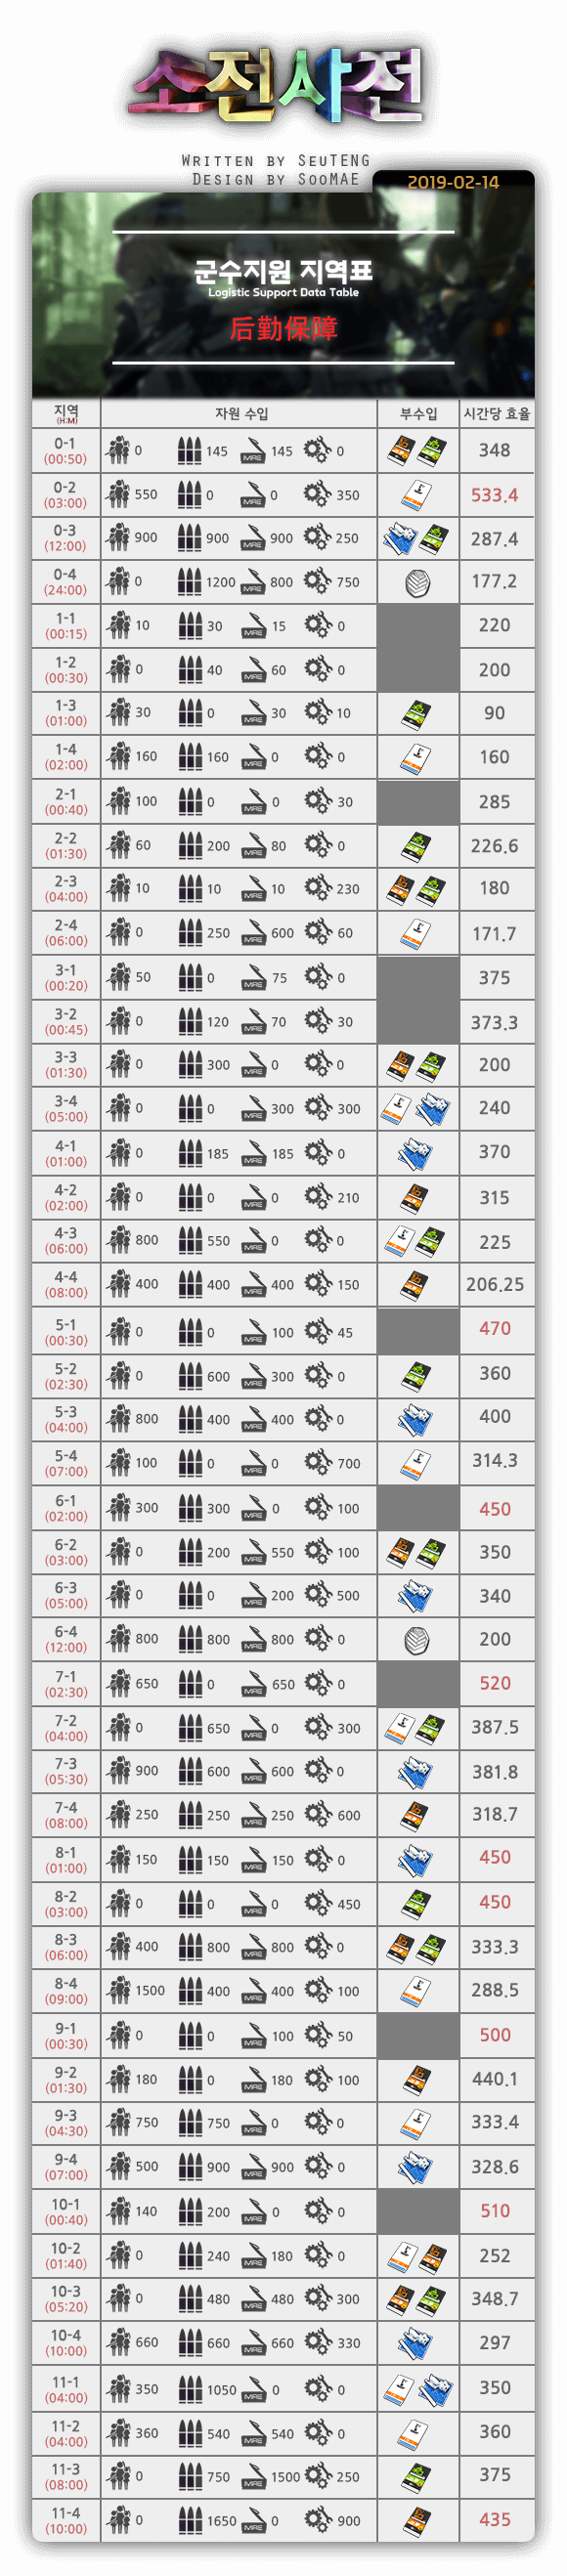 소전사전
WRITTEN BY SEUTENG
DESIGN BY SOOMAE
2019-02-14
군수지원 지역표
Logistic Support Data Table
后勤保障
지역 (H:M) 자원 수입 부수입 시간당 효율
0-1 (00:50) 0 145 MRE 145 0 348
0-2 (03:00) 550 0 MRE 0 350 533.4
0-3 (12:00) 900 900 MRE 900 250 287.4
0-4 (24:00) 0 1200 MRE 800 750 177.2
1-1 (00:15) 10 30 MRE 15 0 220
1-2 (00:30) 0 40 MRE 60 0 200
1-3 (01:00) 30 0 MRE 30 10 90
1-4 (02:00) 160 160 MRE 0 0 160
2-1 (00:40) 100 0 MRE 0 30 285
2-2 (01:30) 60 200 MRE 80 0 226.6
2-3 (04:00) 10 10 MRE 10 230 180
2-4 (06:00) 0 250 MRE 600 60 171.7
3-1 (00:20) 50 0 MRE 75 0 375
3-2 (00:45) 0 120 MRE 70 30 373.3
3-3 (01:30) 0 300 MRE 0 0 200
3-4 (05:00) 0 0 MRE 300 300 240
4-1 (01:00) 0 185 MRE 185 0 370
4-2 (02:00) 0 0 MRE 0 210 315
4-3 (06:00) 800 550 MRE 0 0 225
4-4 (08:00) 400 400 MRE 400 150 206.25
5-1 (00:30) 0 0 MRE 100 45 470
5-2 (02:30) 0 600 MRE 300 0 360
5-3 (04:00) 800 400 MRE 400 0 400
5-4 (07:00) 100 0 MRE 0 700 314.3
6-1 (02:00) 300 300 MRE 0 100 450
6-2 (03:00) 0 200 MRE 550 100 350
6-3 (05:00) 0 0 MRE 200 500 340
6-4 (12:00) 800 800 MRE 800 0 200
7-1 (02:30) 650 0 MRE 650 0 520
7-2 (04:00) 0 650 MRE 0 300 387.5
7-3 (05:30) 900 600 MRE 600 0 381.8
7-4 (08:00) 250 250 MRE 250 600 318.7
8-1 (01:00) 150 150 MRE 150 0 450
8-2 (03:00) 0 0 MRE 0 450 450
8-3 (06:00) 400 800 MRE 800 0 333.3
8-4 (09:00) 1500 400 MRE 400 100 288.5
9-1 (00:30) 0 0 MRE 100 50 500
9-2 (01:30) 180 0 MRE 180 100 440.1
9-3 (04:30) 750 750 MRE 0 0 333.4
9-4 (07:00) 500 900 MRE 900 0 328.6
10-1 (00:40) 140 200 MRE 0 0 510
10-2 (01:40) 0 240 MRE 180 0 252
10-3 (05:20) 0 480 MRE 480 300 348.7
10-4 (10:00) 660 660 MRE 660 330 297
11-1 (04:00) 350 1050 MRE 0 0 350
11-2 (04:00) 360 540 MRE 540 0 360
11-3 (08:00) 0 750 MRE 1500 250 375
11-4 (10:00) 0 1650 MRE 0 900 435